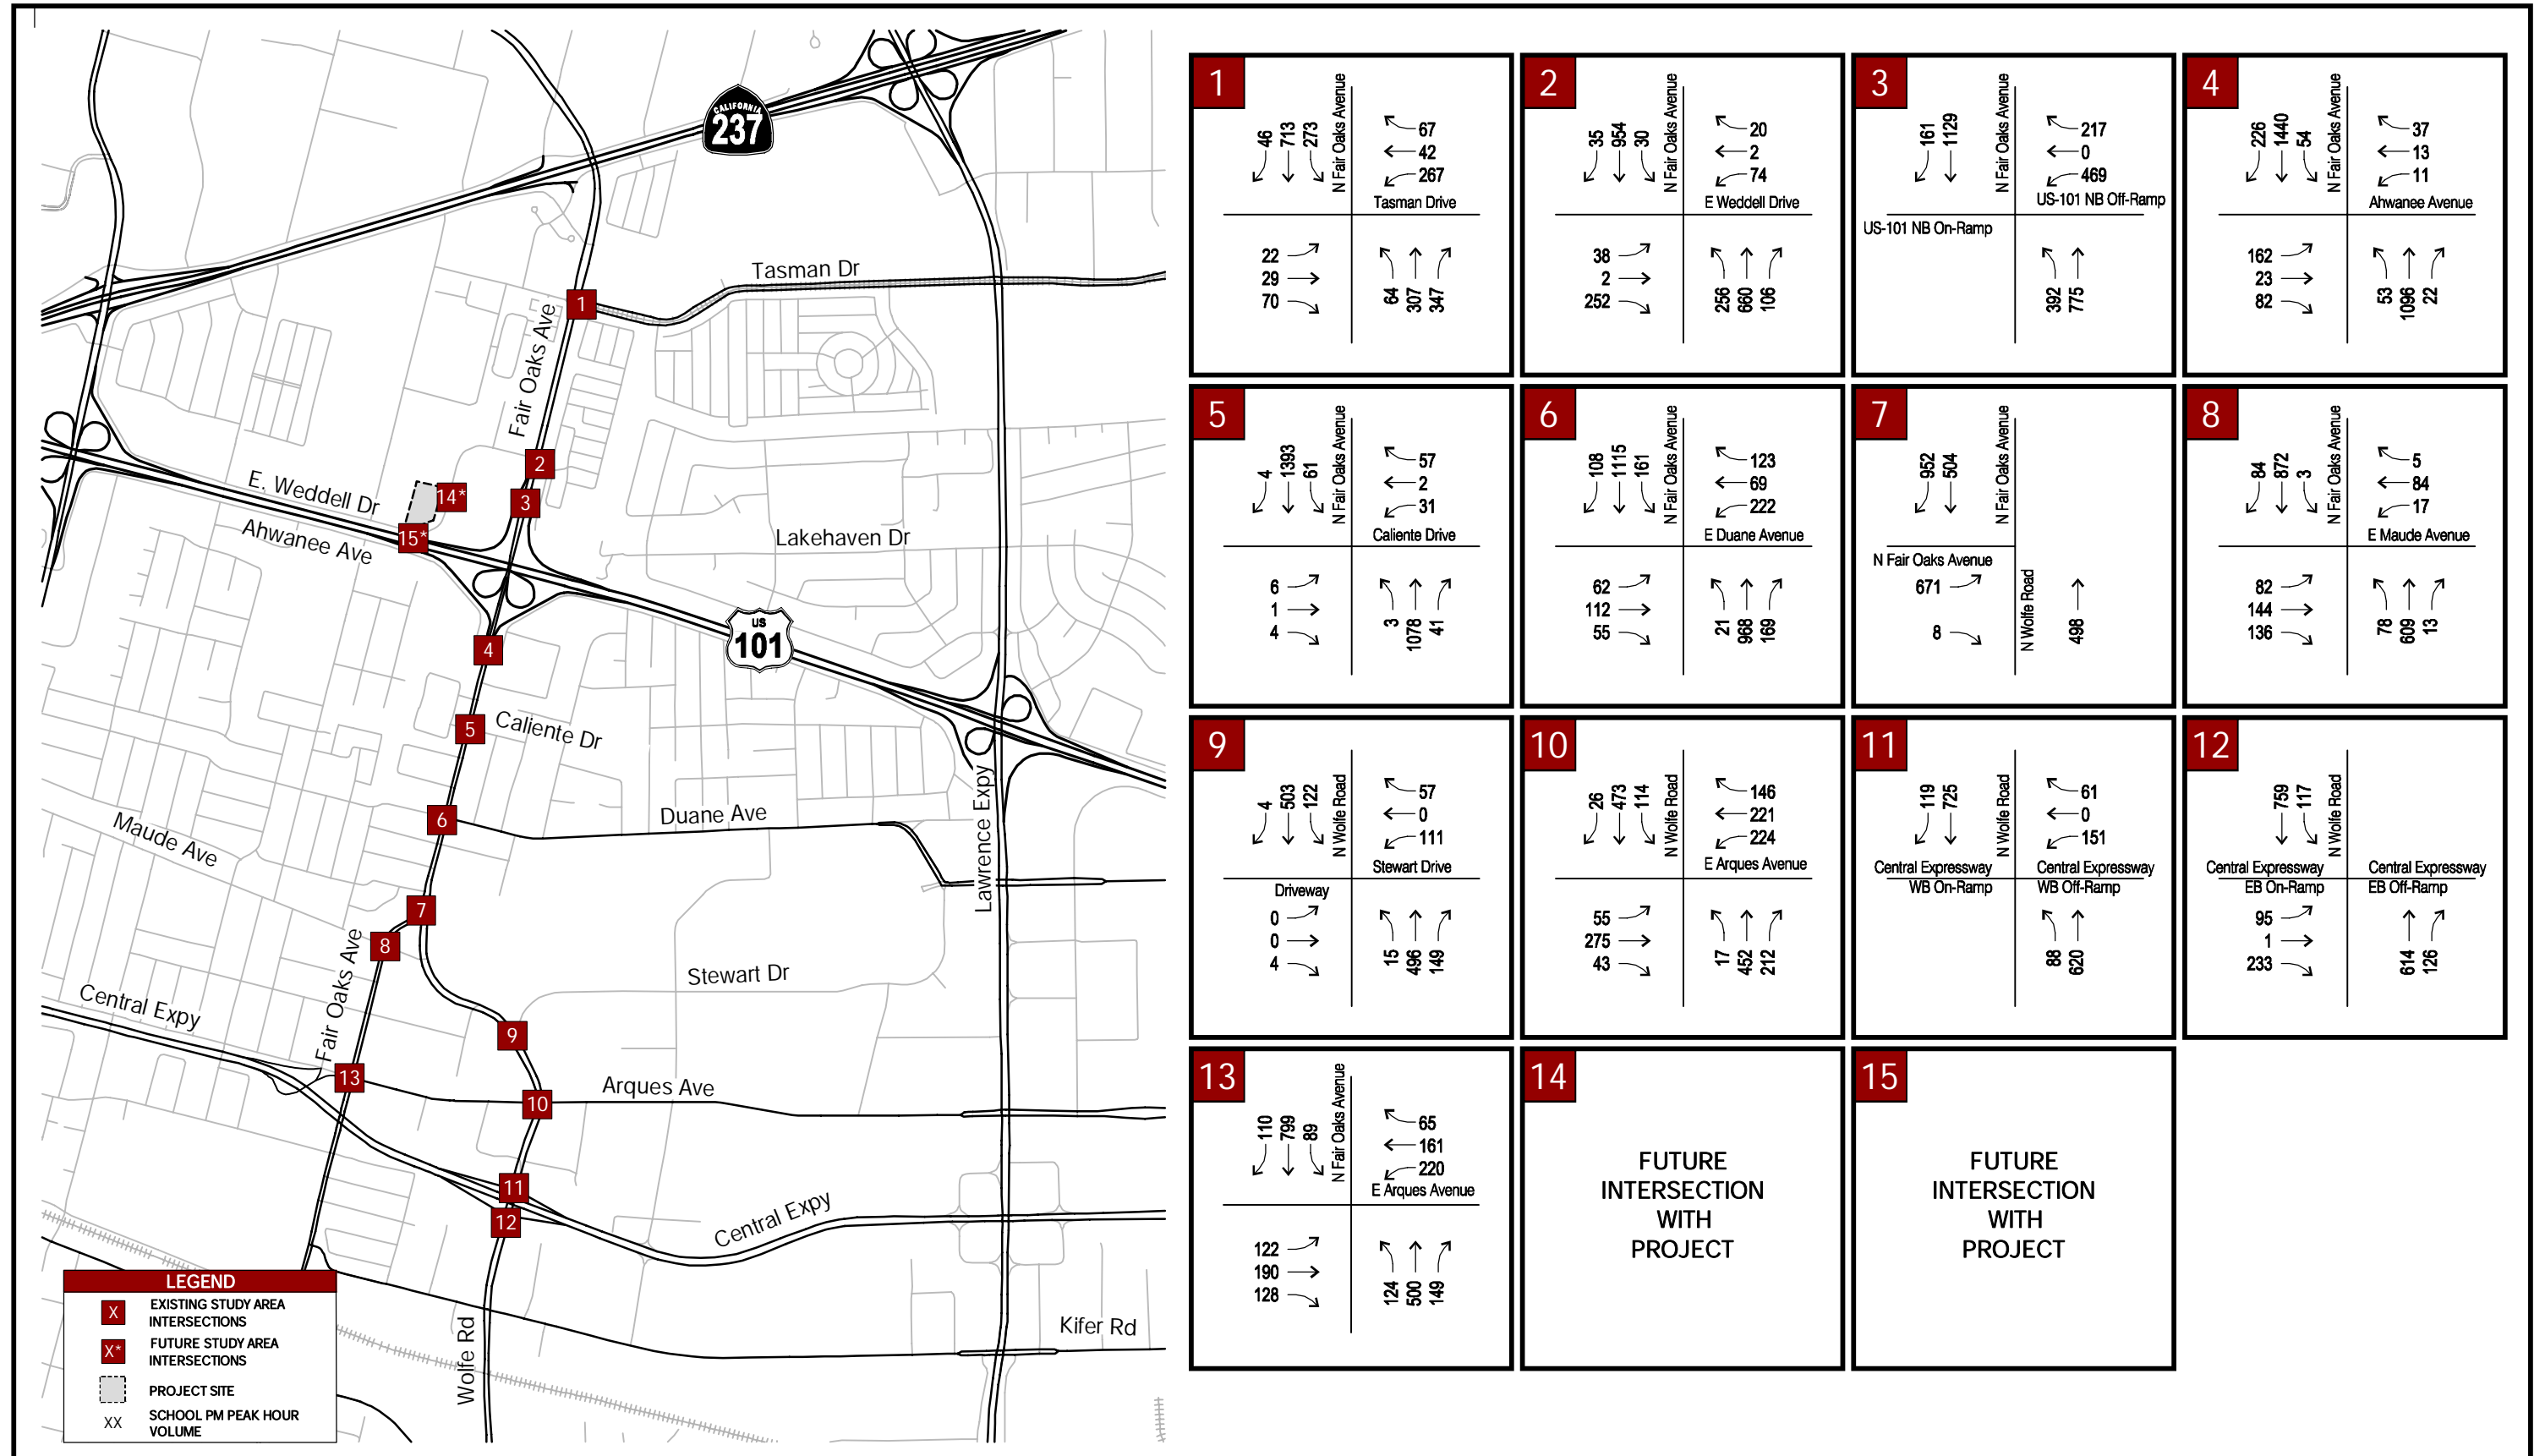 CALIFORNIA
237
Tasman Dr
1
Fair Oaks Ave
2
E. Weddell Dr
14*
3
15*
Ahwanee Ave
Lakehaven Dr
US
101
4
5
Caliente Dr
6
Duane Ave
Maude Ave
Lawrence Expy
7
8
Fair Oaks Ave
Stewart Dr
Central Expy
9
13
10
Arques Ave
11
12
Central Expy
Kifer Rd
Wolfe Rd
LEGEND
X
EXISTING STUDY AREA
INTERSECTIONS
X*
FUTURE STUDY AREA
INTERSECTIONS
PROJECT SITE
XX
SCHOOL PM PEAK HOUR
VOLUME
1
46 713 273
N Fair Oaks Avenue
67
42
267
Tasman Drive
22
29
70
64 307 347
2
35 954 30
N Fair Oaks Avenue
20
2
74
E Weddell Drive
38
2
252
256 660 106
3
161 1129
N Fair Oaks Avenue
217
0
469
US-101 NB Off-Ramp
US-101 NB On-Ramp
392 775
4
226 1440 54
N Fair Oaks Avenue
37
13
11
Ahwanee Avenue
162
23
82
53 1096 22
5
4 1393 61
N Fair Oaks Avenue
57
2
31
Caliente Drive
6
1
4
3 1078 41
6
108 1115 161
N Fair Oaks Avenue
123
69
222
E Duane Avenue
62
112
55
21 968 169
7
952 504
N Fair Oaks Avenue
N Fair Oaks Avenue
671
8
N Wolfe Road
498
8
84 872 3
N Fair Oaks Avenue
5
84
17
E Maude Avenue
82
144
136
78 609 13
9
4 503 122
N Wolfe Road
57
0
111
Stewart Drive
Driveway
0
0
4
15 496 149
10
26 473 114
N Wolfe Road
146
221
224
E Arques Avenue
55
275
43
17 452 212
11
119 725
N Wolfe Road
61
0
151
Central Expressway
WB On-Ramp
Central Expressway
WB Off-Ramp
88 620
12
759 117
N Wolfe Road
Central Expressway
EB On-Ramp
Central Expressway
EB Off-Ramp
95
1
233
614 126
13
110 799 89
N Fair Oaks Avenue
65
161
220
E Arques Avenue
122
190
128
124 500 149
14
FUTURE
INTERSECTION
WITH
PROJECT
15
FUTURE
INTERSECTION
WITH
PROJECT